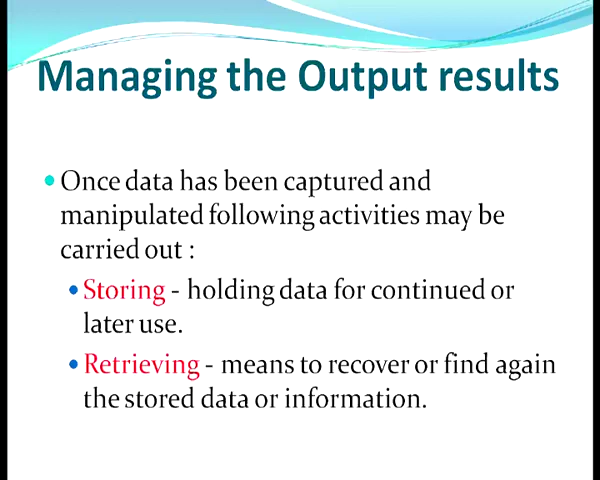 Managing the Output results
Once data has been captured and
manipulated following activities may be
carried out :
Storing - holding data for continued or
later use.
Retrieving - means to recover or find again
the stored data or information.